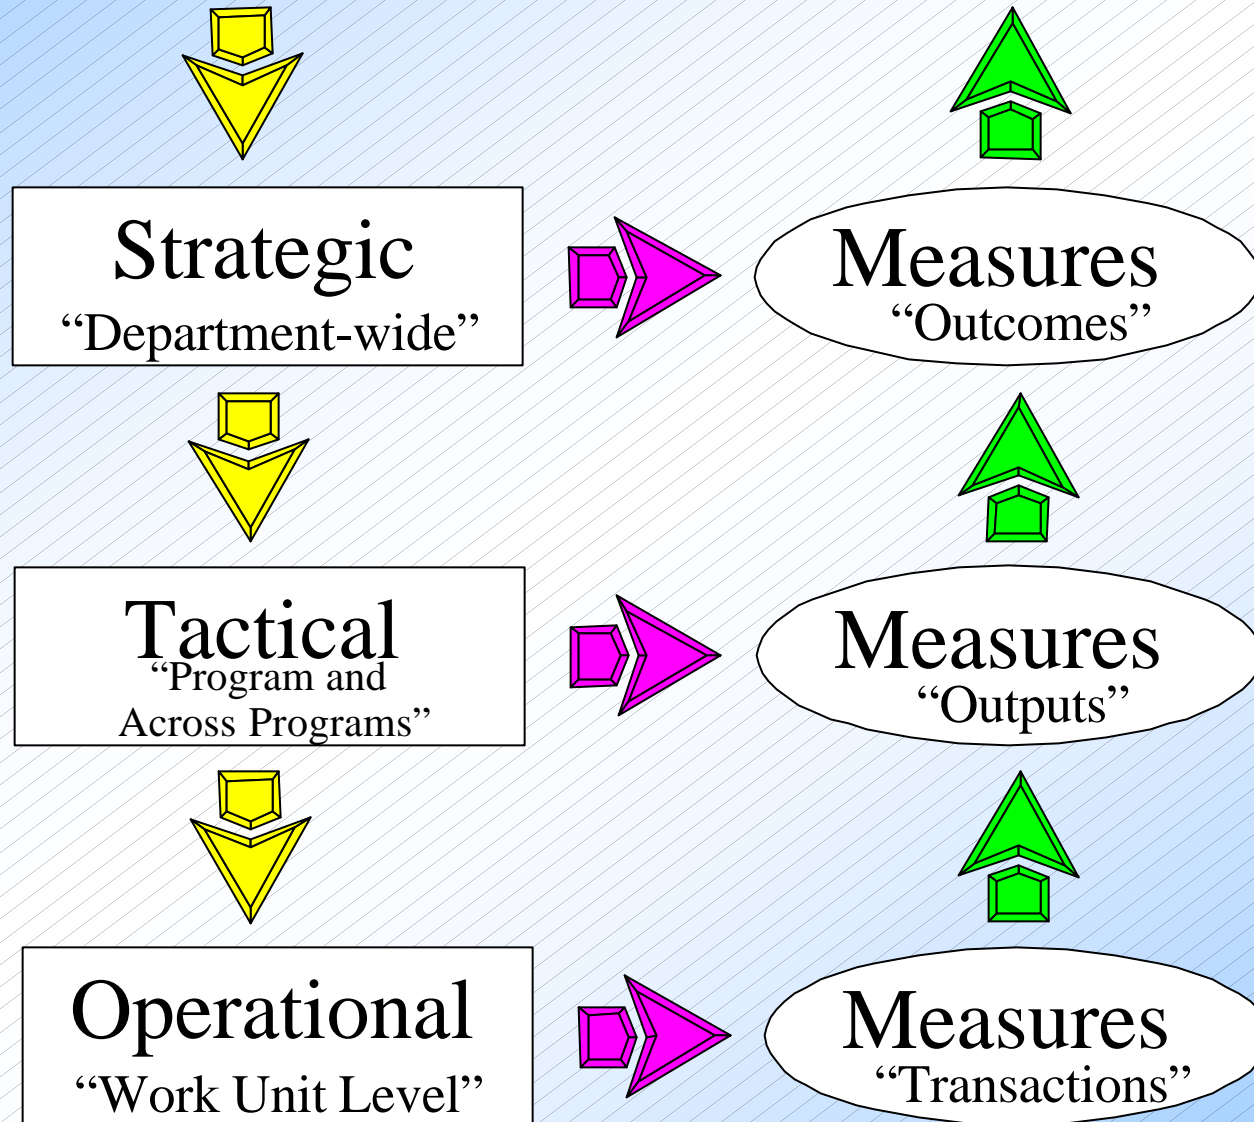 Strategic
“Department-wide”
Measures
“Outcomes”
Tactical
“Program and
Across Programs”
Measures
“Outputs”
Operational
“Work Unit Level”
Measures
“Transactions”